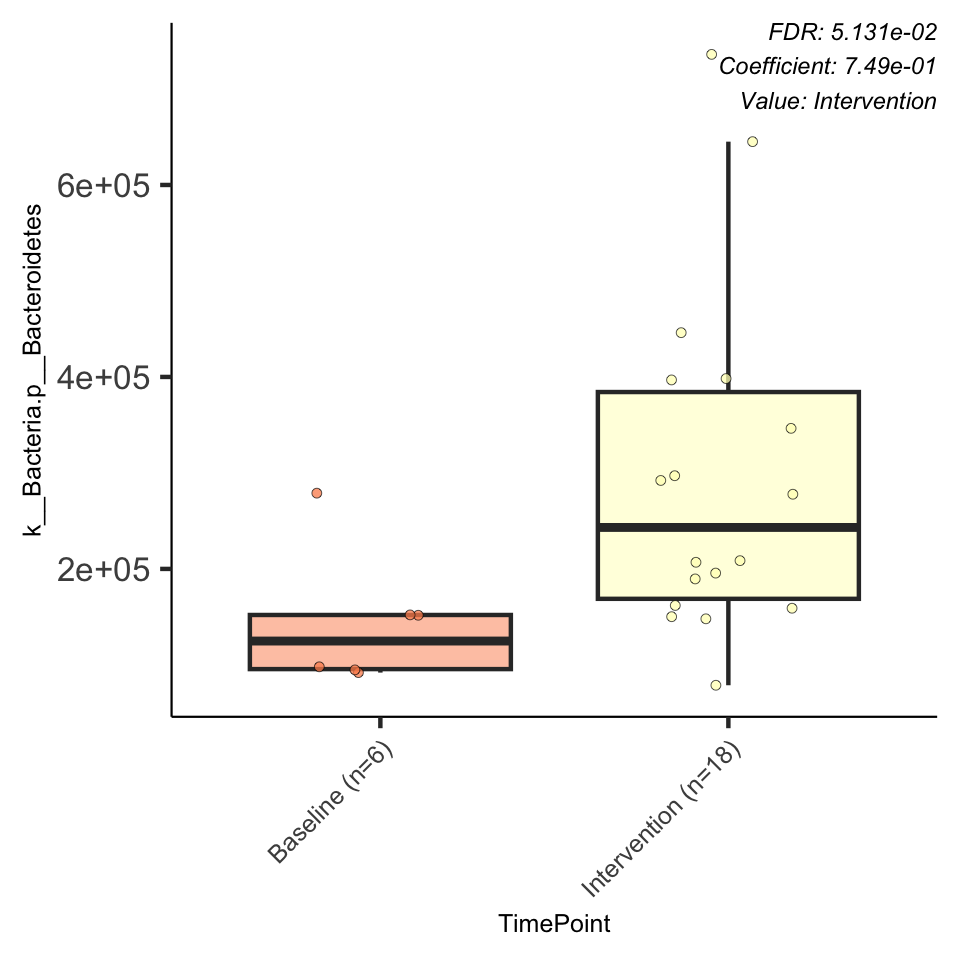 FDR: 5.131e-02
Coefficient: 7.49e-01
Value: Intervention
k__Bacteria.p__Bacteroidetes
6e+05
4e+05
2e+05
Baseline (n=6)
Intervention (n=18)
TimePoint